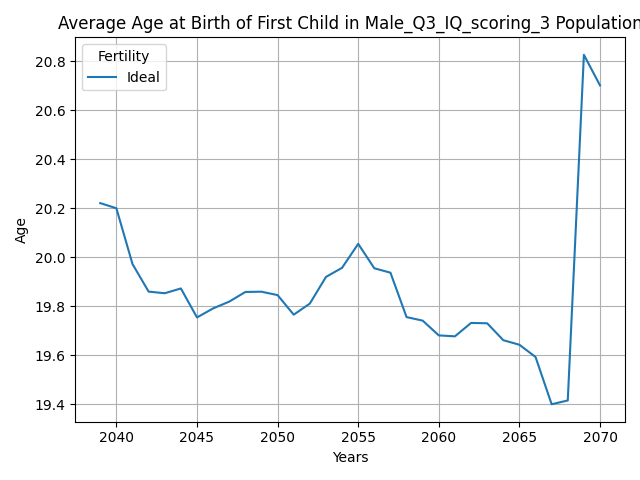 Average Age at Birth of First Child in Male_Q3_IQ_scoring_3 Population
Fertility
Ideal
20.8
20.6
20.4
20.2
20.0
19.8
19.6
19.4
Age
2040 2045 2050 2055 2060 2065 2070
Years